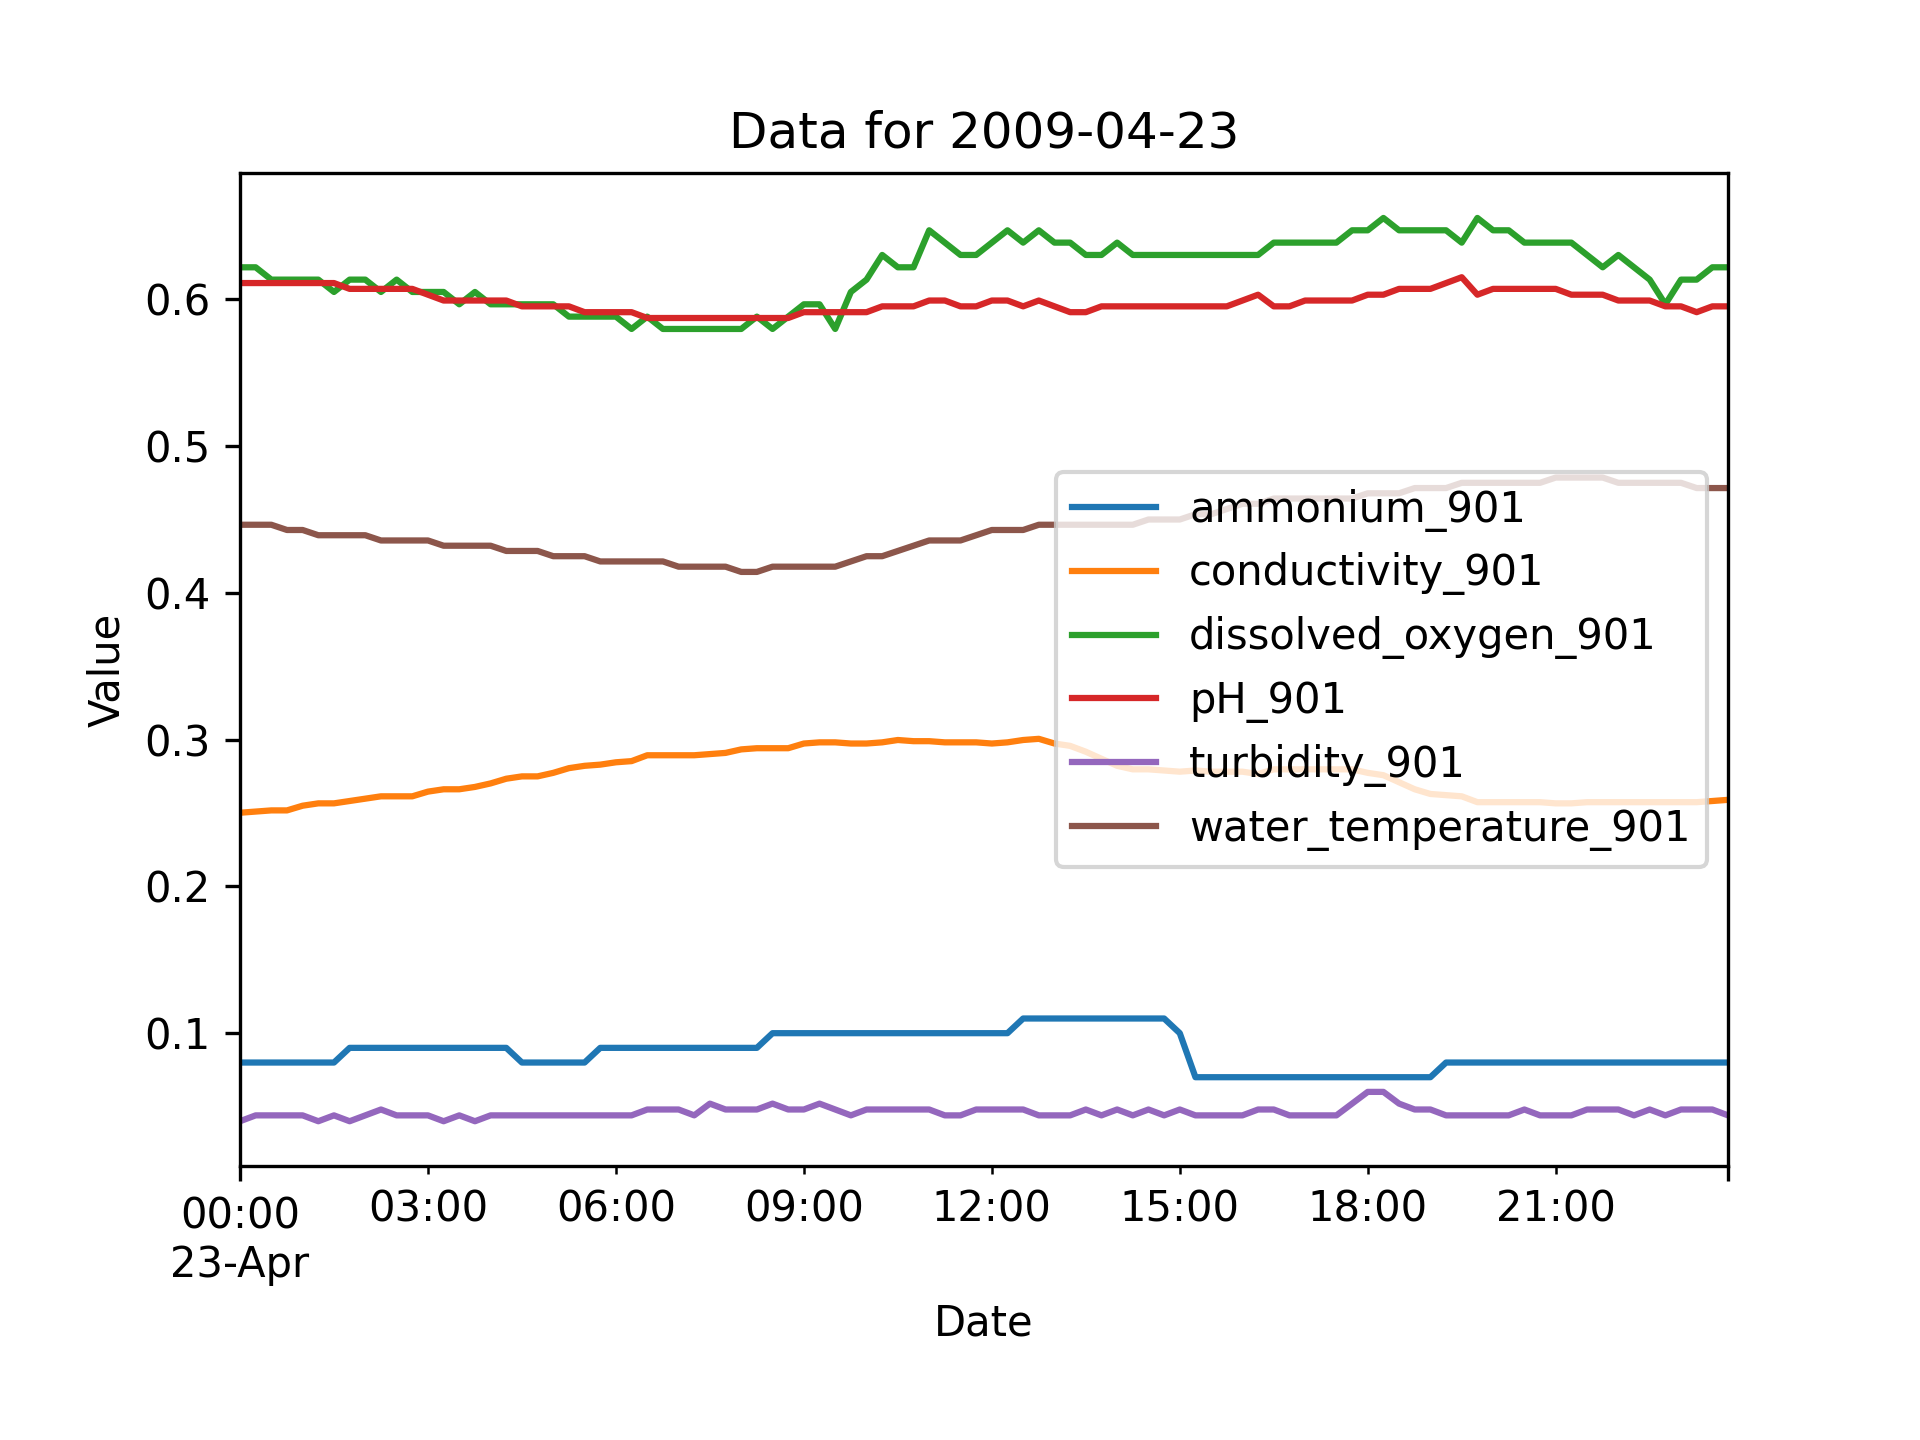 Data for 2009-04-23
Value
0.6
0.5
0.4
0.3
0.2
0.1
ammonium_901
conductivity_901
dissolved_oxygen_901
pH_901
turbidity_901
water_temperature_901
00:00 03:00 06:00 09:00 12:00 15:00 18:00 21:00
23-Apr
Date